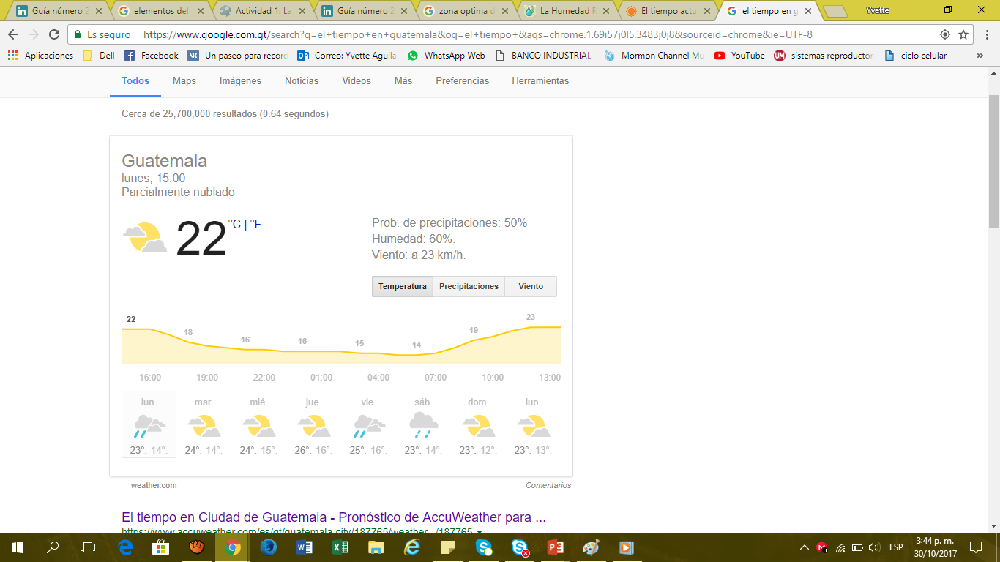 Guía número 2
elementos del
Actividad 1: La
Guía número 2
zona optima d
La Humedad R
El tiempo actu
el tiempo en g
Yvette
Es seguro
https://www.google.com.gt/search?q=el+tiempo+en+guatemala&oq=el+tiempo+&aqs=chrome.1.69i57j0l5.3483j0j8&sourceid=chrome&ie=UTF-8
Aplicaciones
Dell
Facebook
Un paseo para recor
Correo: Yvette Aguila
WhatsApp Web
BANCO INDUSTRIAL
Mormon Channel Mu
YouTube
sistemas reproductor
ciclo celular
»
Todos Maps Imágenes Noticias Videos Más Preferencias Herramientas
Cerca de 25,700,000 resultados (0.64 segundos)
Guatemala
lunes, 15:00
Parcialmente nublado
22 °C | °F
Prob. de precipitaciones: 50%
Humedad: 60%.
Viento: a 23 km/h.
Temperatura Precipitaciones Viento
22 18 16 16 15 14 19 23
16:00 19:00 22:00 01:00 04:00 07:00 10:00 13:00
lun. mar. mié. jue. vie. sáb. dom. lun.
23°. 14°. 24°. 14°. 24°. 15°. 26°. 16°. 25°. 16°. 23°. 14°. 23°. 12°. 23°. 13°.
weather.com
Comentarios
El tiempo en Ciudad de Guatemala - Pronóstico de AccuWeather para ...
https://www.accuweather.com/es/gt/guatemala-city/187765/weather.../187765
ESP
3:44 p. m.
30/10/2017